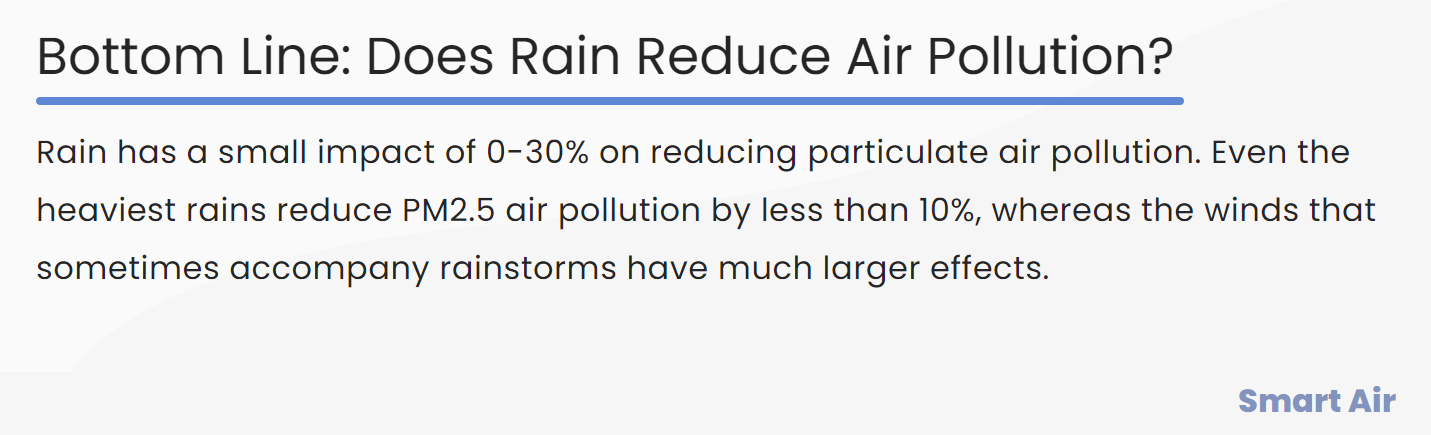 Bottom Line: Does Rain Reduce Air Pollution?
Rain has a small impact of 0-30% on reducing particulate air pollution. Even the
heaviest rains reduce PM2.5 air pollution by less than 10%, whereas the winds that
sometimes accompany rainstorms have much larger effects.
Smart Air